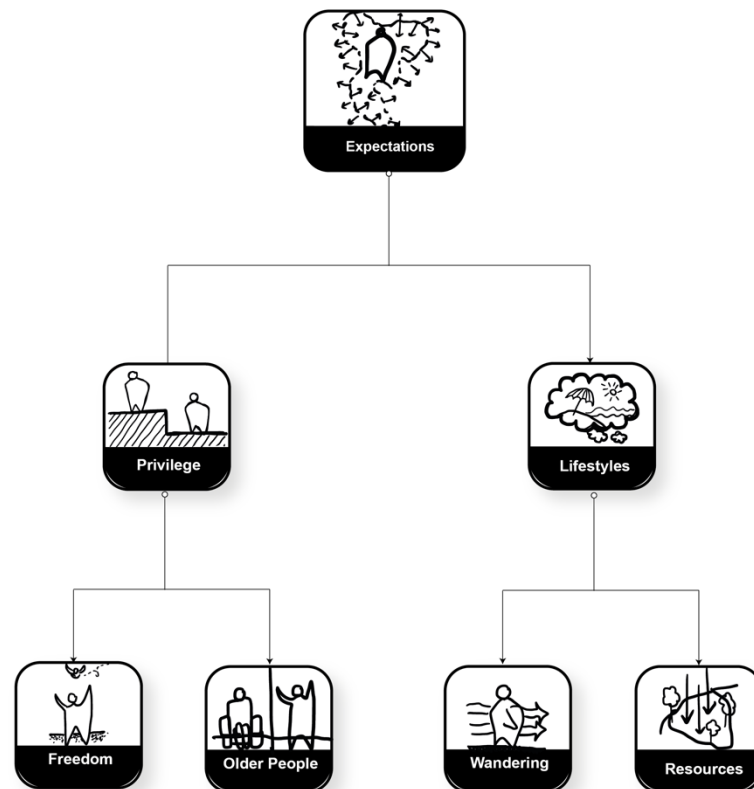 Expectations
Privilege
Lifestyles
Freedom
Older People
Wandering
Resources